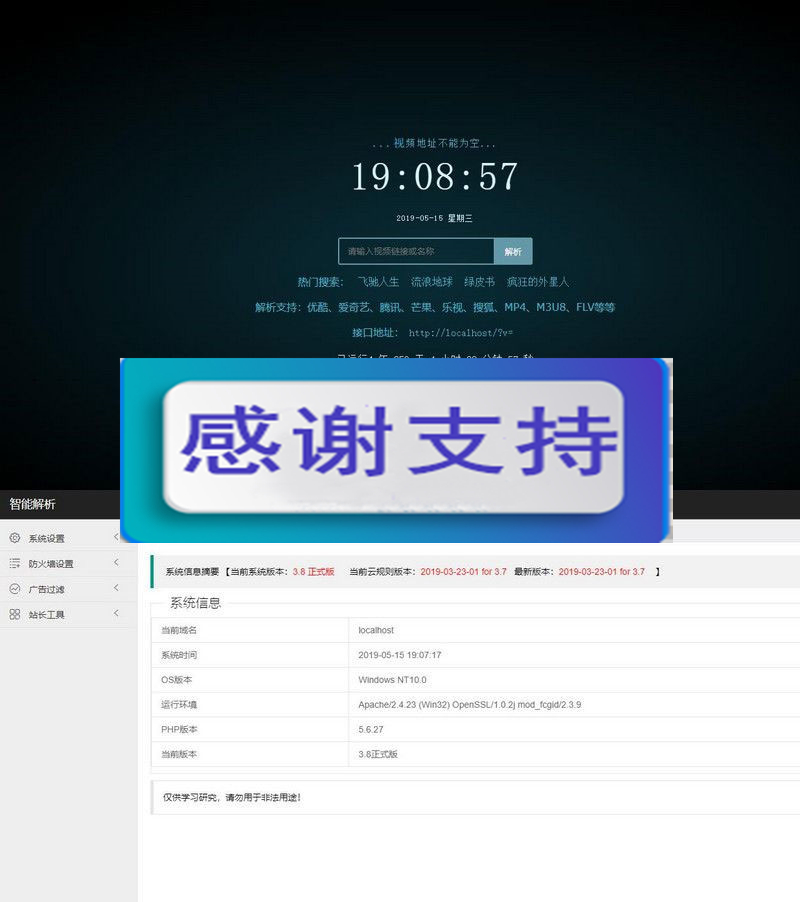 ...视频地址不能为空...
19:08:57
2019-05-15 星期三
请输入视频链接或名称 解析
热门搜索： 飞驰人生 流浪地球 绿皮书 疯狂的外星人
解析支持：优酷、爱奇艺、腾讯、芒果、乐视、搜狐、MP4、M3U8、FLV等等
接口地址： http://localhost/?v=
感谢支持
智能解析
系统设置
防火墙设置
广告过滤
站长工具
系统信息摘要 【当前系统版本：3.8 正式版 当前云规则版本：2019-03-23-01 for 3.7 最新版本：2019-03-23-01 for 3.7 】
系统信息
当前域名 localhost
系统时间 2019-05-15 19:07:17
OS版本 Windows NT10.0
运行环境 Apache/2.4.23 (Win32) OpenSSL/1.0.2j mod_fcgid/2.3.9
PHP版本 5.6.27
当前版本 3.8正式版
仅供学习研究，请勿用于非法用途！